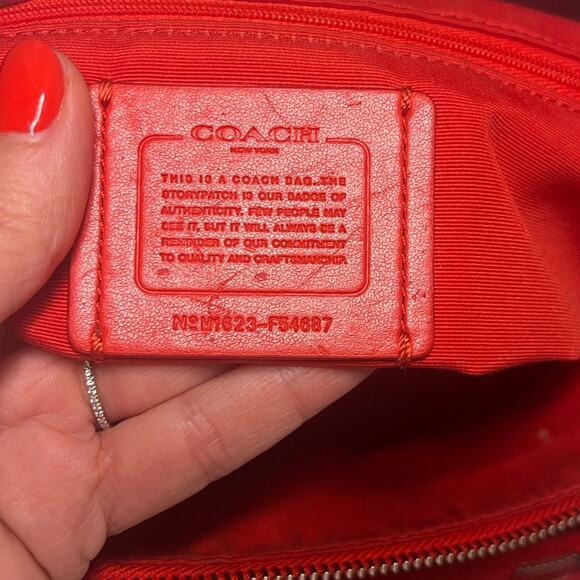 COACH
NEW YORK
THIS IS A COACH BAG. THE
STORYPATCH IS OUR BADGE OF
AUTHENTICITY. FEW PEOPLE MAY
SEE IT, BUT IT WILL ALWAYS BE A
REMINDER OF OUR COMMITMENT
TO QUALITY AND CRAFTSMANSHIP.
No M1623-F54687